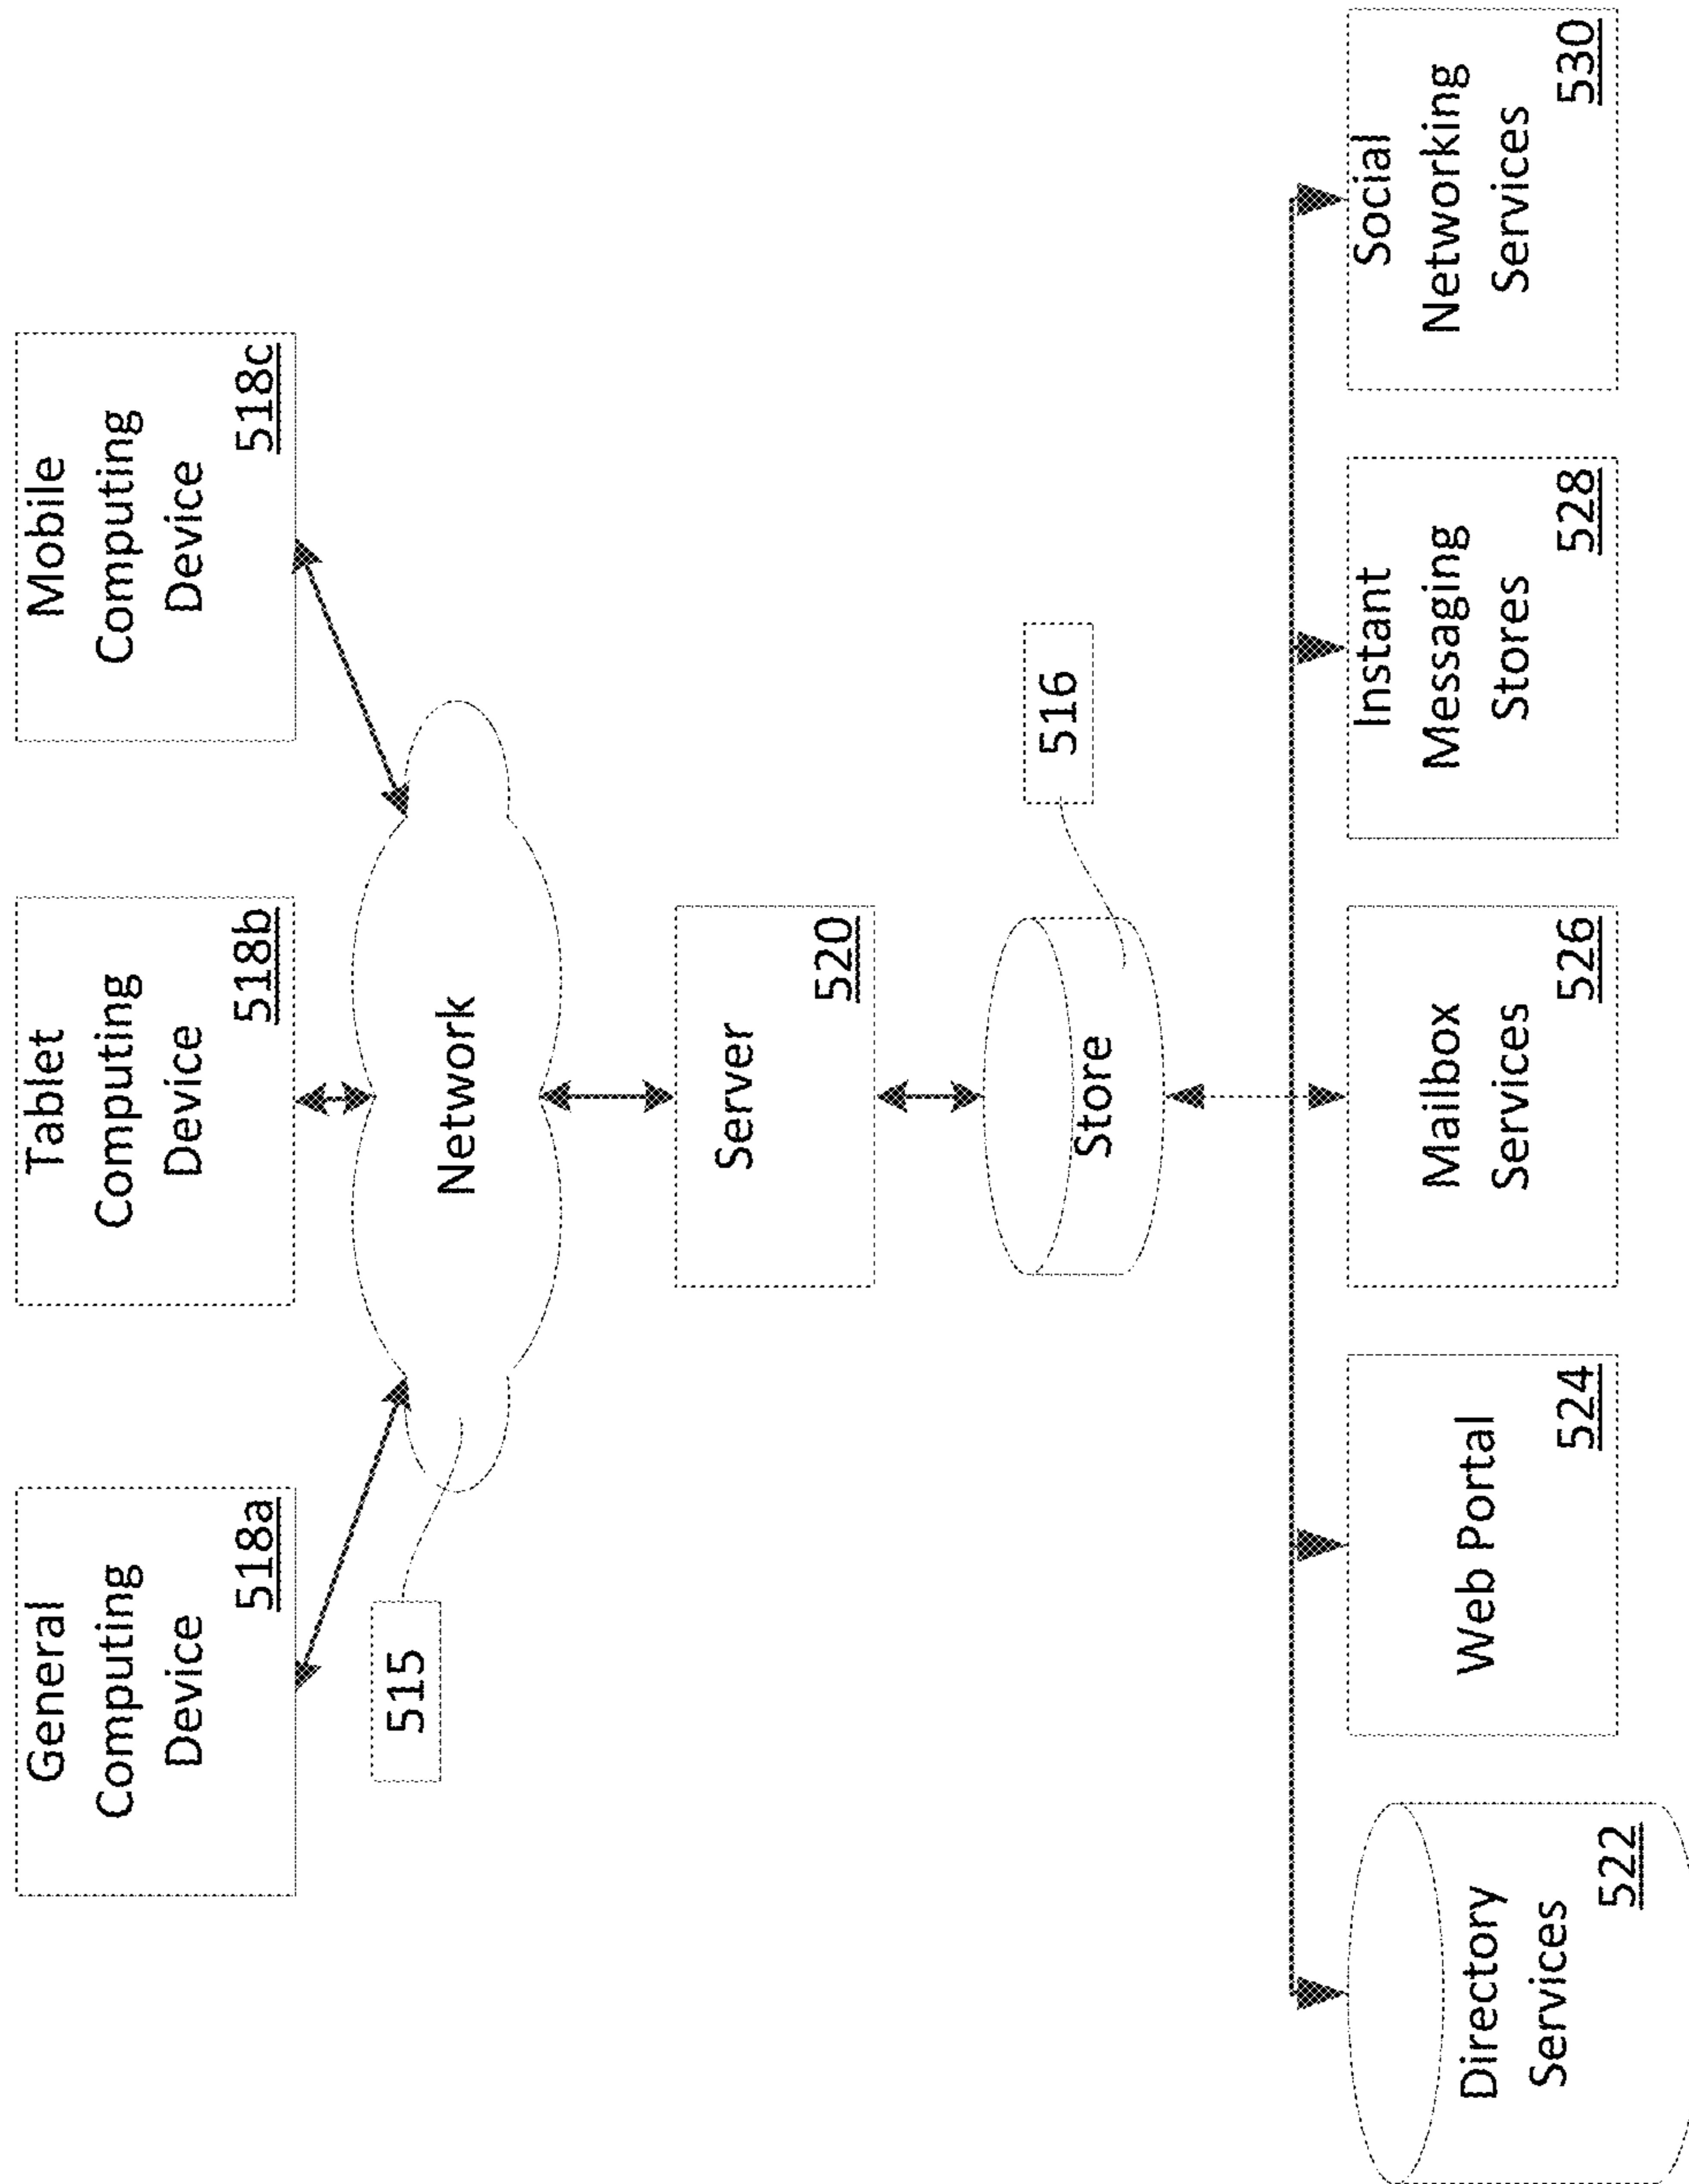 General
Computing
Device
518a
Tablet
Computing
Device
518b
Mobile
Computing
Device
518c
515
Network
Server
520
Store
516
Directory
Services
522
Web Portal
524
Mailbox
Services
526
Instant
Messaging
Stores
528
Social
Networking
Services
530